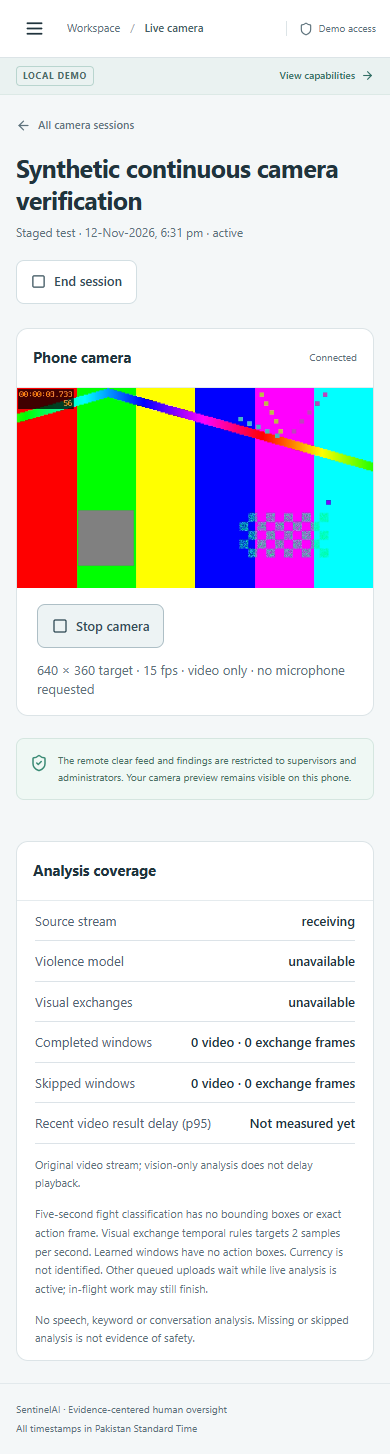 Workspace / Live camera
Demo access
LOCAL DEMO
View capabilities →
← All camera sessions
Synthetic continuous camera
verification
Staged test · 12-Nov-2026, 6:31 pm · active
End session
Phone camera
Connected
00:00:03.733
56
Stop camera
640 × 360 target · 15 fps · video only · no microphone
requested
The remote clear feed and findings are restricted to supervisors and
administrators. Your camera preview remains visible on this phone.
Analysis coverage
Source stream receiving
Violence model unavailable
Visual exchanges unavailable
Completed windows 0 video · 0 exchange frames
Skipped windows 0 video · 0 exchange frames
Recent video result delay (p95) Not measured yet
Original video stream; vision-only analysis does not delay
playback.
Five-second fight classification has no bounding boxes or exact
action frame. Visual exchange temporal rules targets 2 samples
per second. Learned windows have no action boxes. Currency is
not identified. Other queued uploads wait while live analysis is
active; in-flight work may still finish.
No speech, keyword or conversation analysis. Missing or skipped
analysis is not evidence of safety.
SentinelAI · Evidence-centered human oversight
All timestamps in Pakistan Standard Time